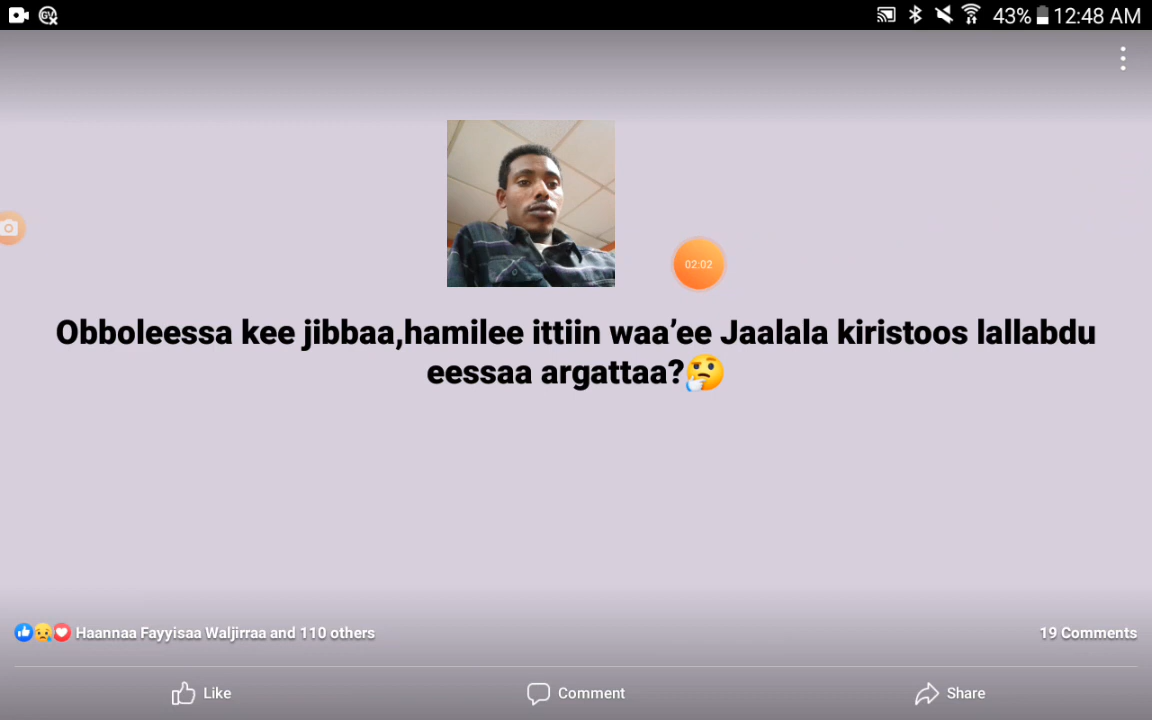 43% 12:48 AM
02:02
Obboleessa kee jibbaa,hamilee ittiin waa’ee Jaalala kiristoos lallabdu
eessaa argattaa?🤔
Haannaa Fayyisaa Waljirraa and 110 others
19 Comments
Like
Comment
Share